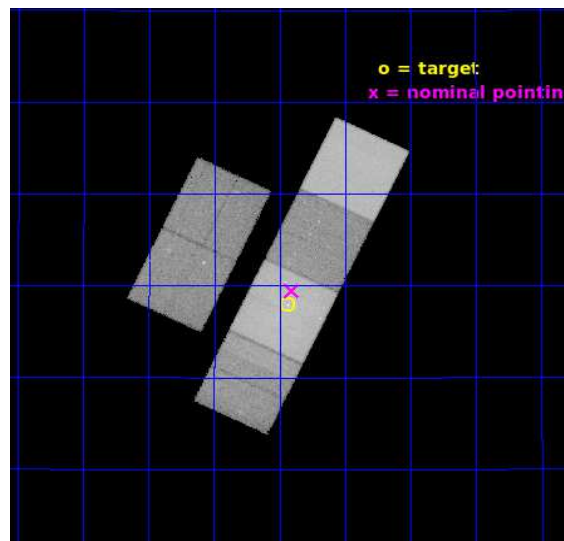 o = target
x = nominal pointin